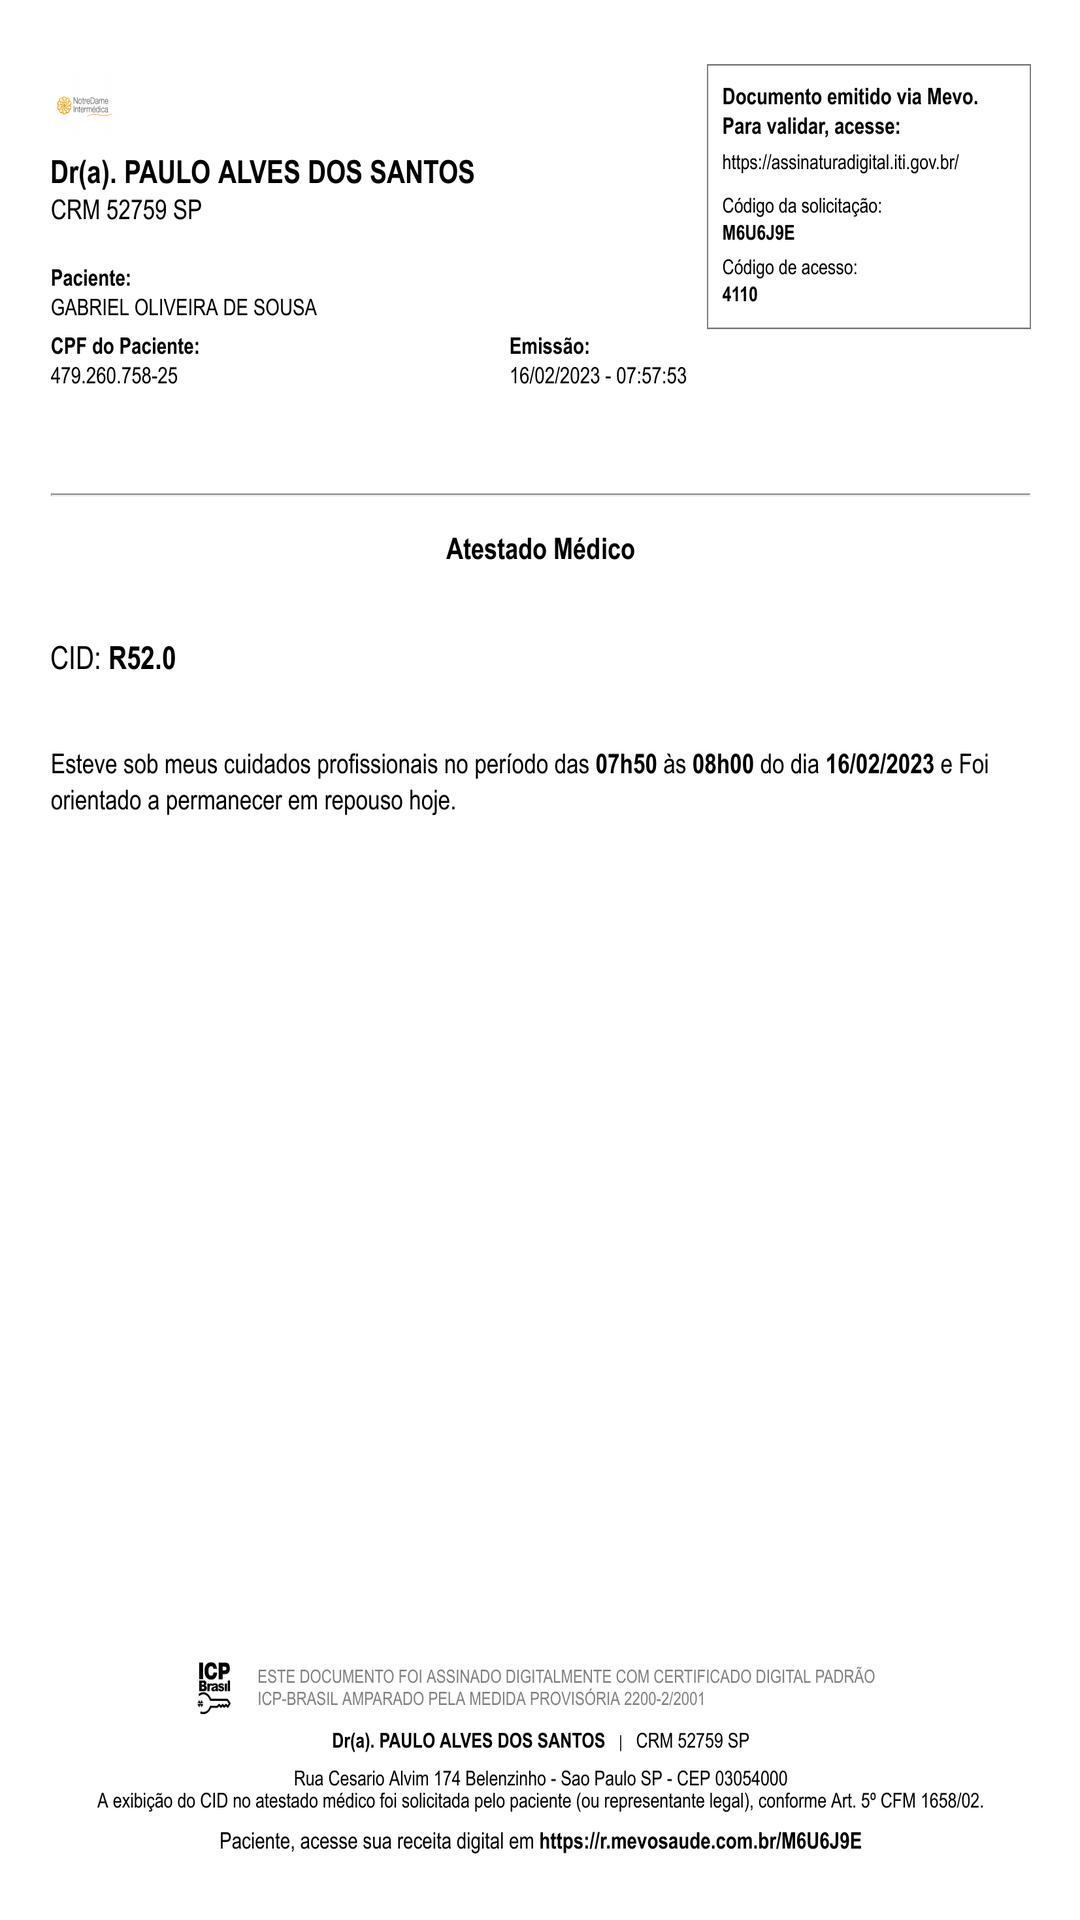 NotreDame
Intermédica
Documento emitido via Mevo.
Para validar, acesse:
https://assinaturadigital.iti.gov.br/
Código da solicitação:
M6U6J9E
Código de acesso:
4110
Dr(a). PAULO ALVES DOS SANTOS
CRM 52759 SP
Paciente:
GABRIEL OLIVEIRA DE SOUSA
CPF do Paciente:
479.260.758-25
Emissão:
16/02/2023 - 07:57:53
Atestado Médico
CID: R52.0
Esteve sob meus cuidados profissionais no período das 07h50 às 08h00 do dia 16/02/2023 e Foi
orientado a permanecer em repouso hoje.
ICP
Brasil
ESTE DOCUMENTO FOI ASSINADO DIGITALMENTE COM CERTIFICADO DIGITAL PADRÃO
ICP-BRASIL AMPARADO PELA MEDIDA PROVISÓRIA 2200-2/2001
Dr(a). PAULO ALVES DOS SANTOS | CRM 52759 SP
Rua Cesario Alvim 174 Belenzinho - Sao Paulo SP - CEP 03054000
A exibição do CID no atestado médico foi solicitada pelo paciente (ou representante legal), conforme Art. 5º CFM 1658/02.
Paciente, acesse sua receita digital em https://r.mevosaude.com.br/M6U6J9E